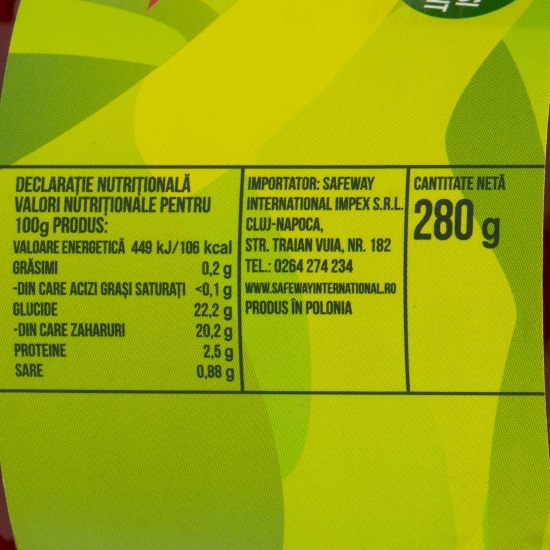 DECLARAȚIE NUTRIȚIONALĂ
VALORI NUTRIȚIONALE PENTRU
100g PRODUS:
VALOARE ENERGETICĂ 449 kJ/106 kcal
GRĂSIMI 0,2 g
-DIN CARE ACIZI GRAȘI SATURAȚI <0,1 g
GLUCIDE 22,2 g
-DIN CARE ZAHARURI 20,2 g
PROTEINE 2,5 g
SARE 0,88 g
IMPORTATOR: SAFEWAY
INTERNATIONAL IMPEX S.R.L.
CLUJ-NAPOCA,
STR. TRAIAN VUIA, NR. 182
TEL.: 0264 274 234
WWW.SAFEWAYINTERNATIONAL.RO
PRODUS ÎN POLONIA
CANTITATE NETĂ
280 g